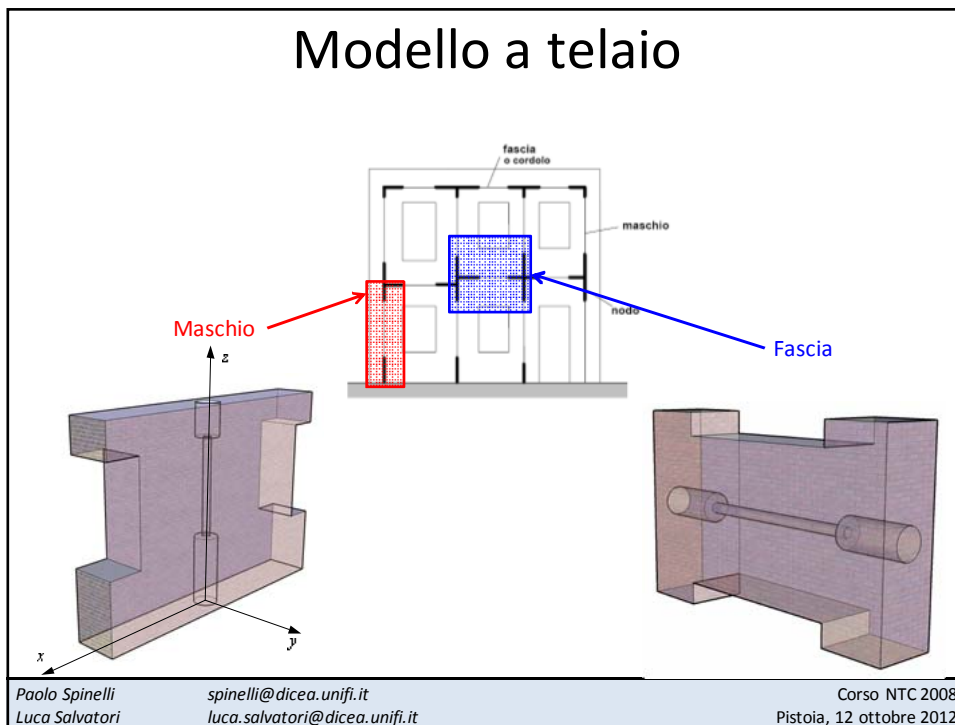 Modello a telaio
fascia
o cordolo
maschio
nodo
Maschio
Fascia
z
x
y
Paolo Spinelli spinelli@dicea.unifi.it Corso NTC 2008
Luca Salvatori luca.salvatori@dicea.unifi.it Pistoia, 12 ottobre 2012